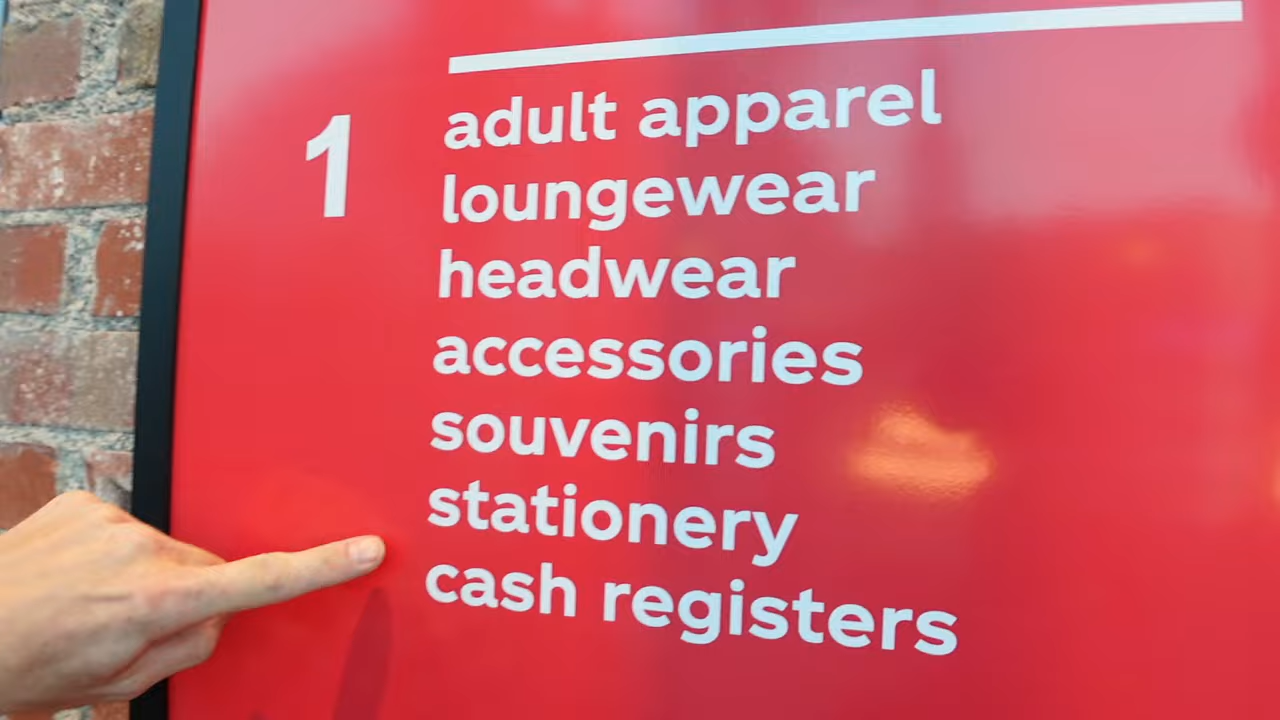 1
adult apparel
loungewear
headwear
accessories
souvenirs
stationery
cash registers